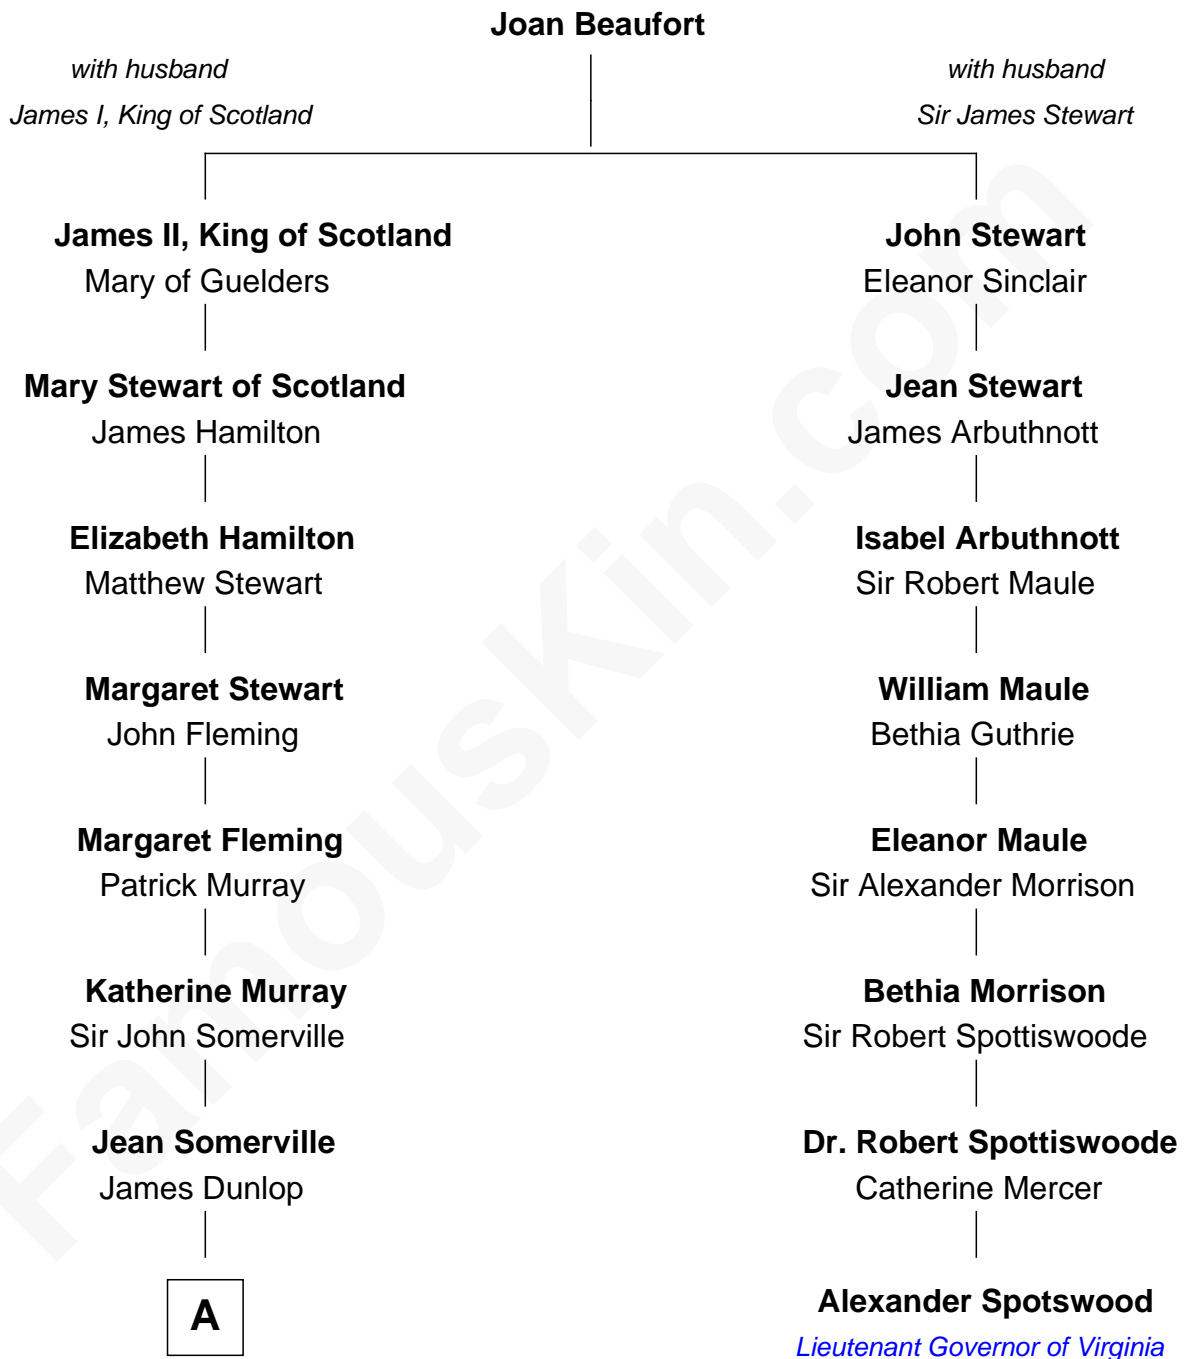 Joan Beaufort
with husband
James I, King of Scotland
with husband
Sir James Stewart
James II, King of Scotland
Mary of Guelders
John Stewart
Eleanor Sinclair
Mary Stewart of Scotland
James Hamilton
Jean Stewart
James Arbuthnott
Elizabeth Hamilton
Matthew Stewart
Isabel Arbuthnott
Sir Robert Maule
Margaret Stewart
John Fleming
William Maule
Bethia Guthrie
Margaret Fleming
Patrick Murray
Eleanor Maule
Sir Alexander Morrison
Katherine Murray
Sir John Somerville
Bethia Morrison
Sir Robert Spottiswoode
Jean Somerville
James Dunlop
Dr. Robert Spottiswoode
Catherine Mercer
A
Alexander Spotswood
Lieutenant Governor of Virginia
FamousKin.com